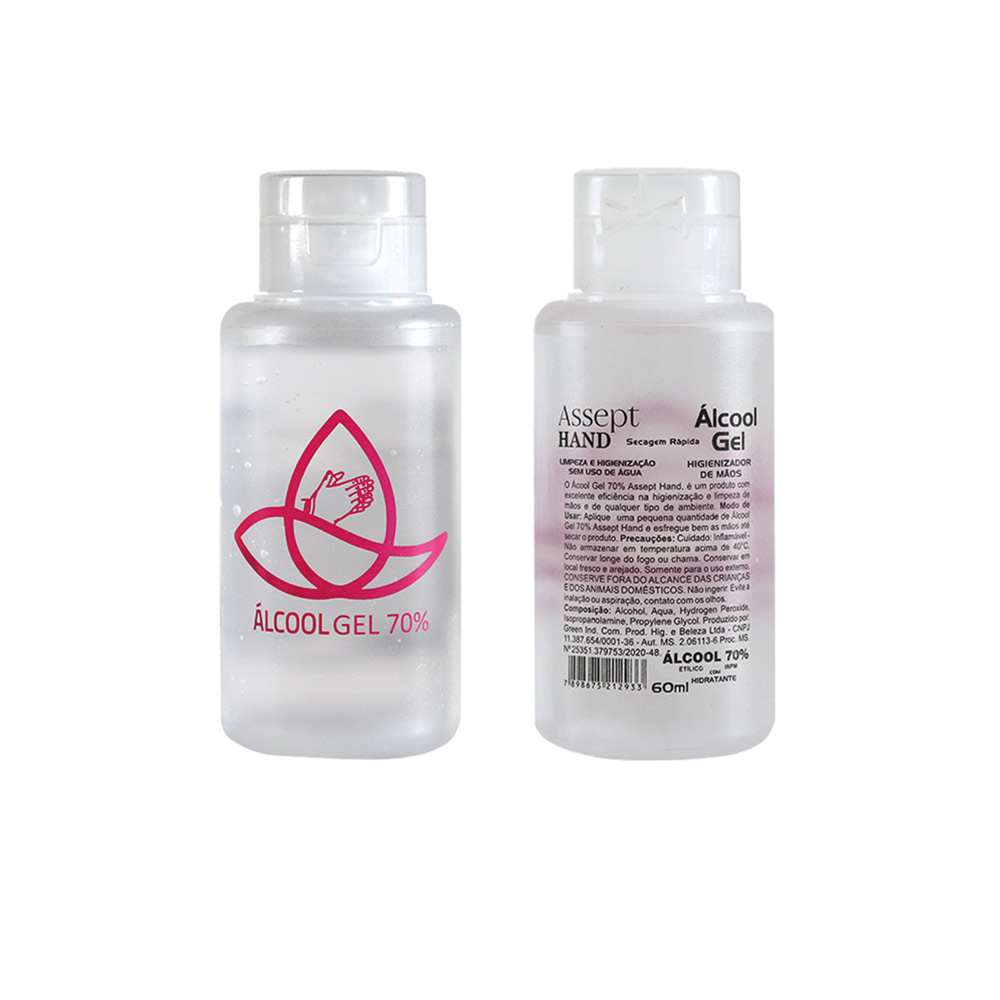 ÁLCOOL GEL 70%
Assept
HAND Secagem Rápida
Álcool
Gel
LIMPEZA E HIGIENIZAÇÃO
SEM USO DE ÁGUA
HIGIENIZADOR
DE MÃOS
O Ácool Gel 70% Assept Hand. é um produto com
excelente eficiência na higienização e limpeza de
mãos e de qualquer tipo de ambiente. Modo de
Usar: Aplique uma pequena quantidade de Álcool
Gel 70% Assept Hand e esfregue bem as mãos até
secar o produto. Precauções: Cuidado: Inflamável -
Não armazenar em temperatura acima de 40°C.
Conservar longe do fogo ou chama. Conservar em
local fresco e arejado. Somente para o uso externo.
CONSERVE FORA DO ALCANCE DAS CRIANÇAS
E DOS ANIMAIS DOMÉSTICOS. Não ingerir. Evite a
inalação ou aspiração, contato com os olhos.
Composição: Alcohol, Aqua, Hydrogen Peroxide,
Isopropanolamine, Propylene Glycol. Produzido por:
Green Ind. Com. Prod. Hig. e Beleza Ltda - CNPJ
11.387.654/0001-36 - Aut. MS. 2.06113-6 Proc. MS.
Nº 25351.379753/2020-48.
ÁLCOOL 70%
ETÍLICO COM INPM
HIDRATANTE
7 898675 212933
60ml